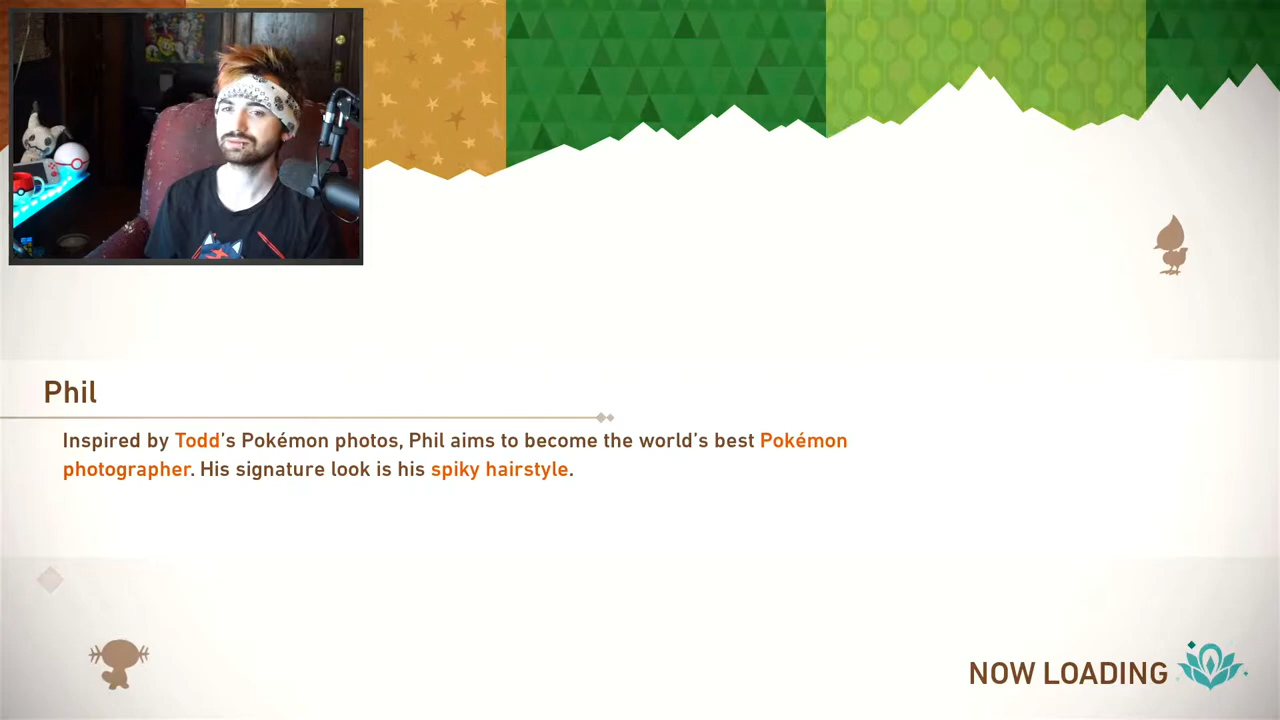 Phil
Inspired by Todd's Pokémon photos, Phil aims to become the world's best Pokémon
photographer. His signature look is his spiky hairstyle.
NOW LOADING